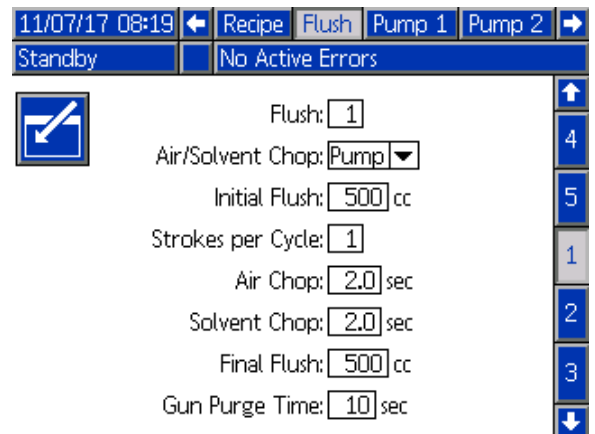 11/07/17 08:19 Recipe Flush Pump 1 Pump 2
Standby No Active Errors
Flush: 1
Air/Solvent Chop: Pump
Initial Flush: 500 cc
Strokes per Cycle: 1
Air Chop: 2.0 sec
Solvent Chop: 2.0 sec
Final Flush: 500 cc
Gun Purge Time: 10 sec
4
5
1
2
3